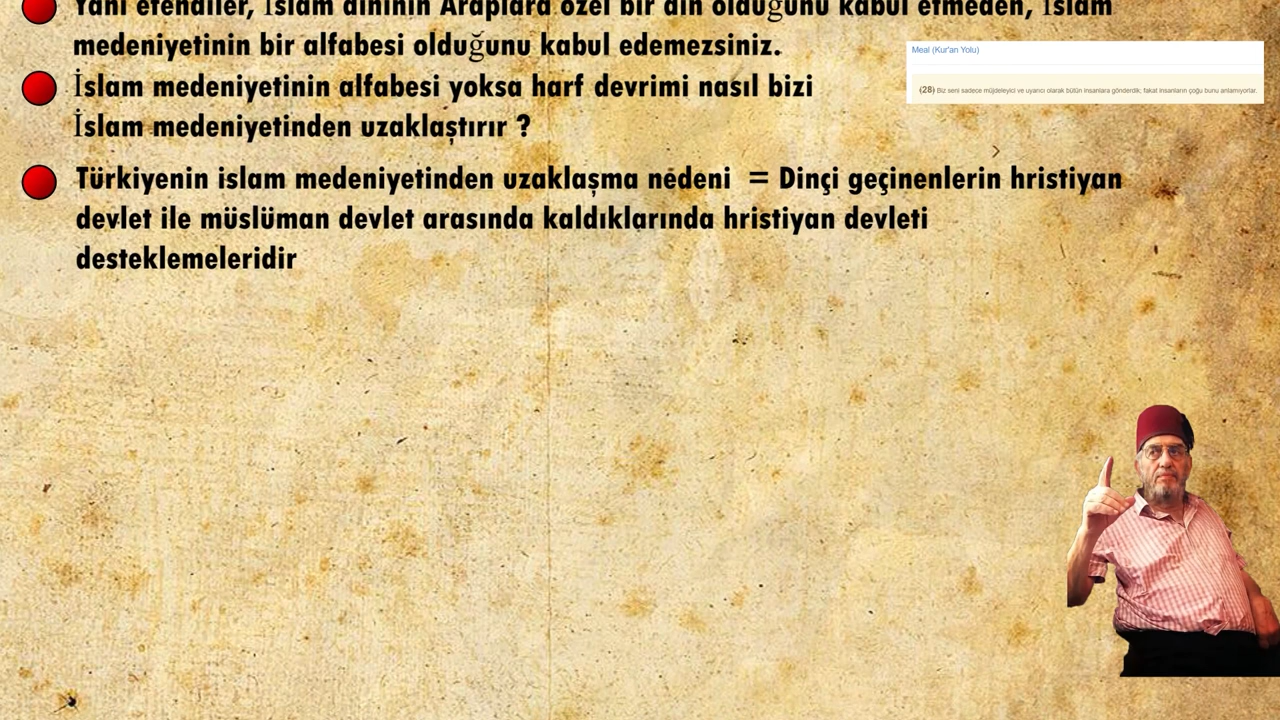 Yani efendiler, İslam dininin Araplara özel bir din olduğunu kabul etmeden, İslam
medeniyetinin bir alfabesi olduğunu kabul edemezsiniz.
Meal (Kur'an Yolu)
﴾28﴿ Biz seni sadece müjdeleyici ve uyarıcı olarak bütün insanlara gönderdik; fakat insanların çoğu bunu anlamıyorlar.
İslam medeniyetinin alfabesi yoksa harf devrimi nasıl bizi
İslam medeniyetinden uzaklaştırır ?
Türkiyenin islam medeniyetinden uzaklaşma nedeni = Dinçi geçinenlerin hristiyan
devlet ile müslüman devlet arasında kaldıklarında hristiyan devleti
desteklemeleridir